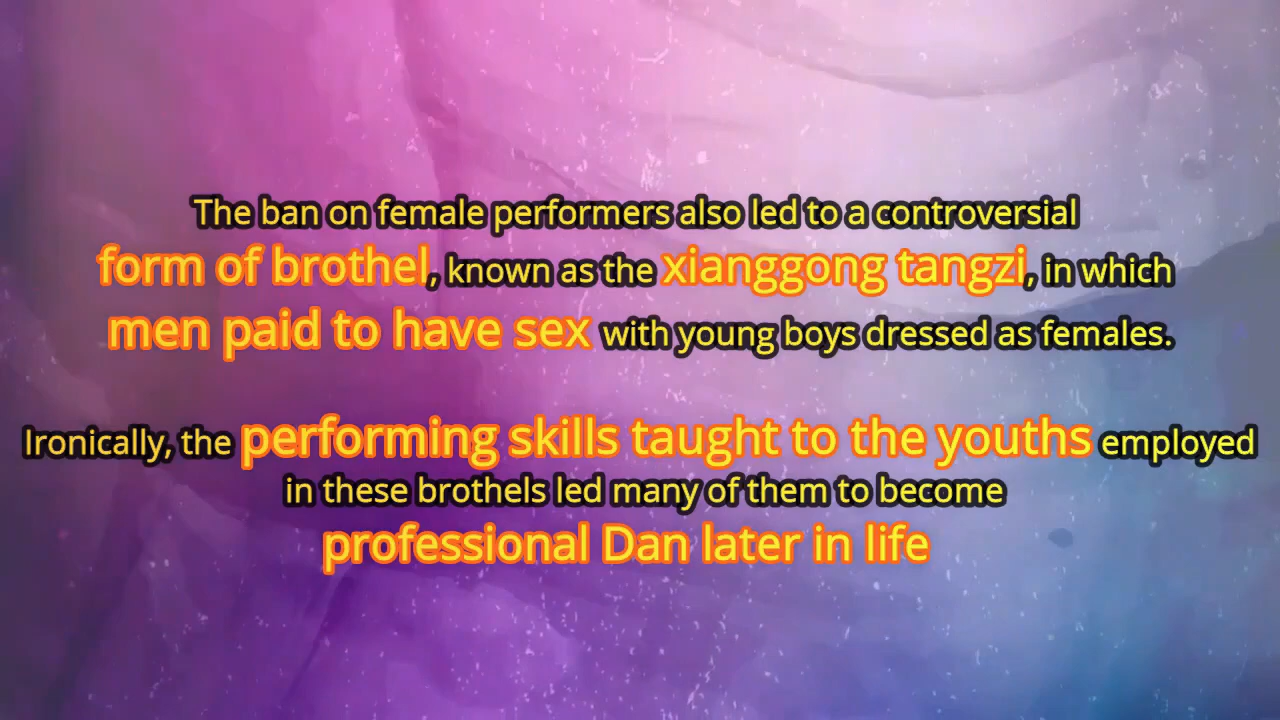 The ban on female performers also led to a controversial
form of brothel, known as the xianggong tangzi, in which
men paid to have sex with young boys dressed as females.
Ironically, the performing skills taught to the youths employed
in these brothels led many of them to become
professional Dan later in life